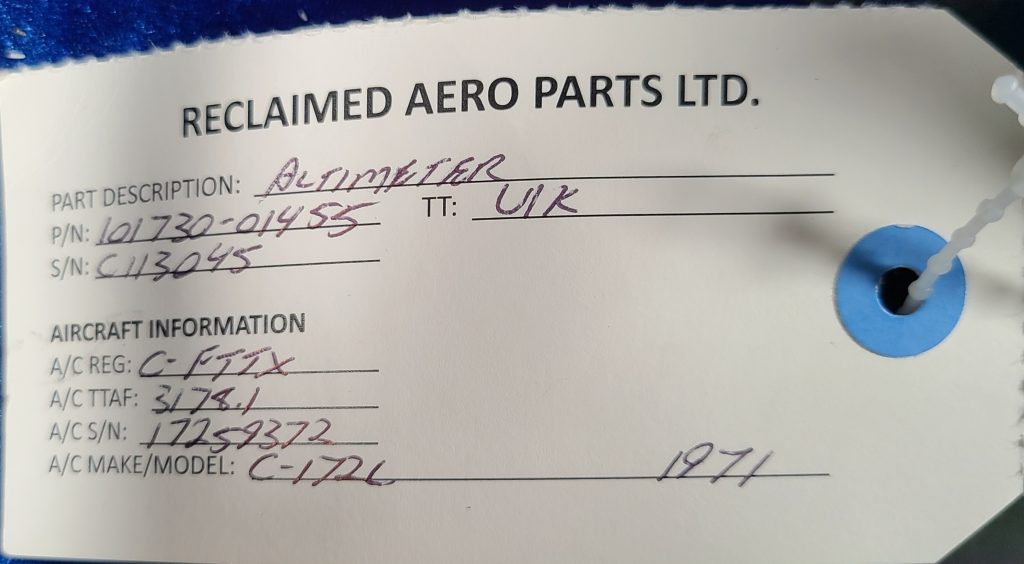 RECLAIMED AERO PARTS LTD.
PART DESCRIPTION: ALTIMETER
P/N: 101730-01455 TT: U/K
S/N: C113045
AIRCRAFT INFORMATION
A/C REG: C-FTTX
A/C TTAF: 3178.1
A/C S/N: 17259372
A/C MAKE/MODEL: C-172L 1971